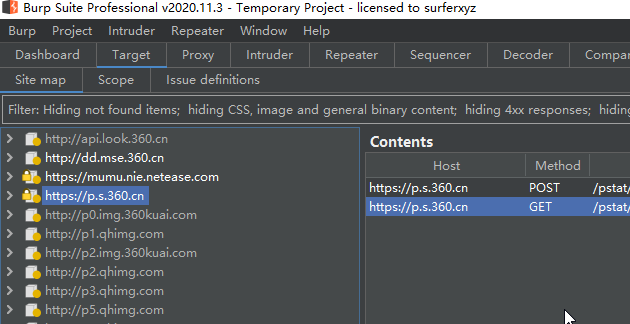 Burp Suite Professional v2020.11.3 - Temporary Project - licensed to surferxyz
Burp Project Intruder Repeater Window Help
Dashboard Target Proxy Intruder Repeater Sequencer Decoder
Site map Scope Issue definitions
Filter: Hiding not found items; hiding CSS, image and general binary content; hiding 4xx responses;
Contents
Host Method
http://api.look.360.cn
http://dd.mse.360.cn
https://mumu.nie.netease.com
https://p.s.360.cn
http://p0.img.360kuai.com
http://p1.qhimg.com
http://p2.img.360kuai.com
http://p2.qhimg.com
http://p3.qhimg.com
http://p5.qhimg.com
https://p.s.360.cn POST /pstat/
https://p.s.360.cn GET /pstat/